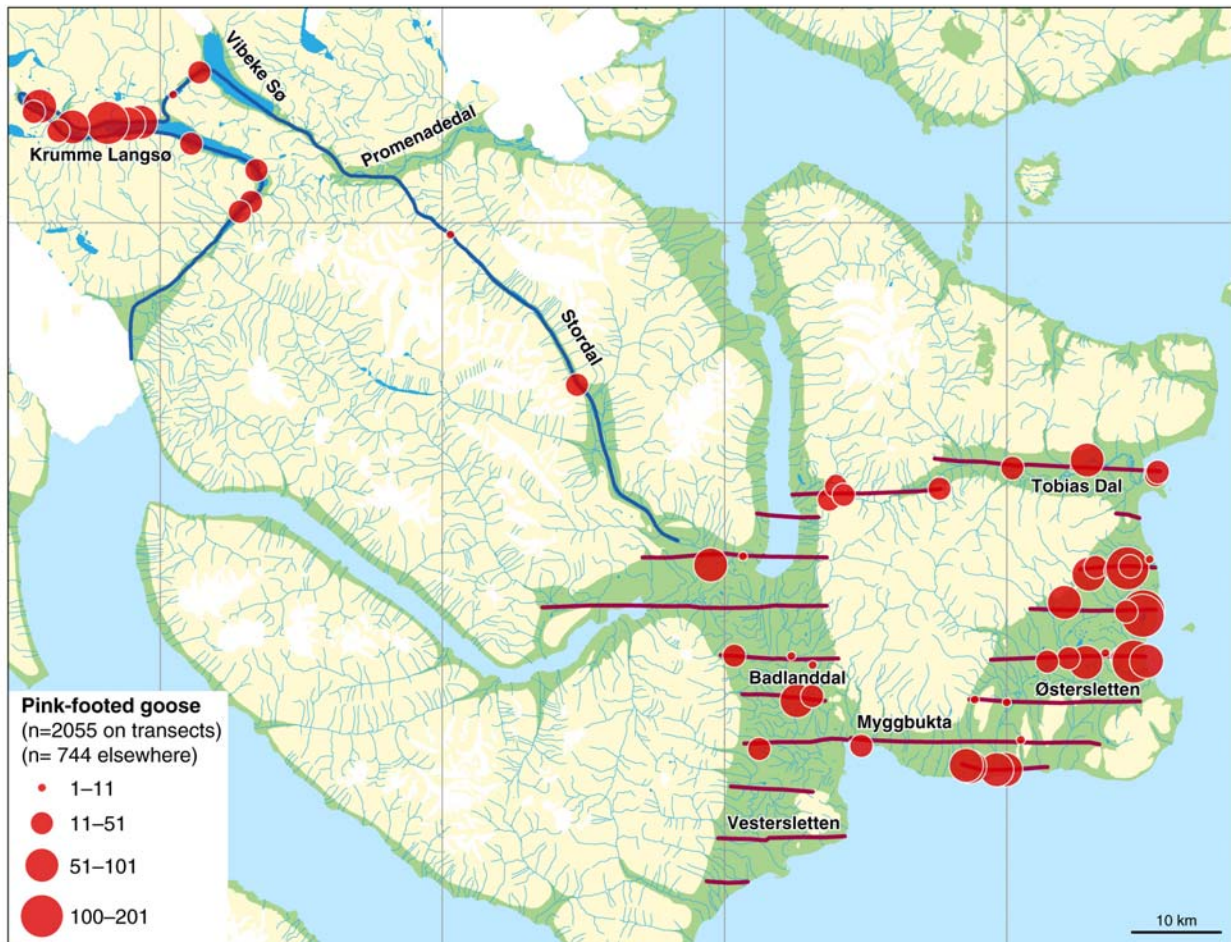 Vibeke Sø
Promenadedal
Krumme Langsø
Stordal
Tobias Dal
Badlanddal
Østersletten
Myggbukta
Vestersletten
Pink-footed goose
(n=2055 on transects)
(n= 744 elsewhere)
1–11
11–51
51–101
100–201
10 km